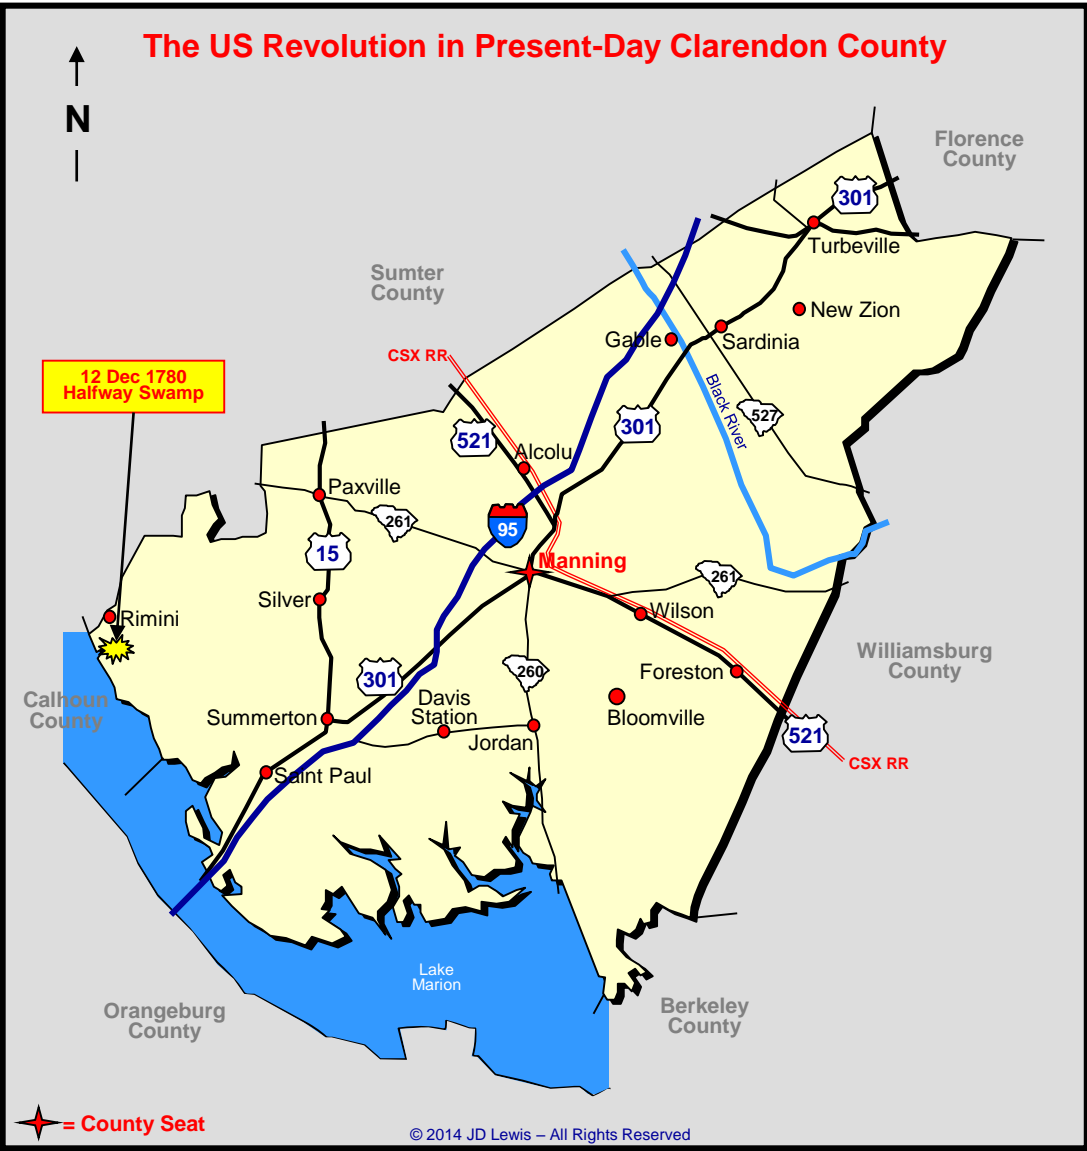 The US Revolution in Present-Day Clarendon County
N
Florence
County
301
Turbeville
Sumter
County
New Zion
Gable
Sardinia
CSX RR
12 Dec 1780
Halfway Swamp
Black River
527
301
521
Alcolu
Paxville
261
95
15
Manning
261
Silver
Wilson
Rimini
Williamsburg
County
Foreston
260
301
Calhoun
County
Davis
Station
Summerton
Bloomville
Jordan
521
CSX RR
Saint Paul
Lake
Marion
Orangeburg
County
Berkeley
County
= County Seat
© 2014 JD Lewis – All Rights Reserved